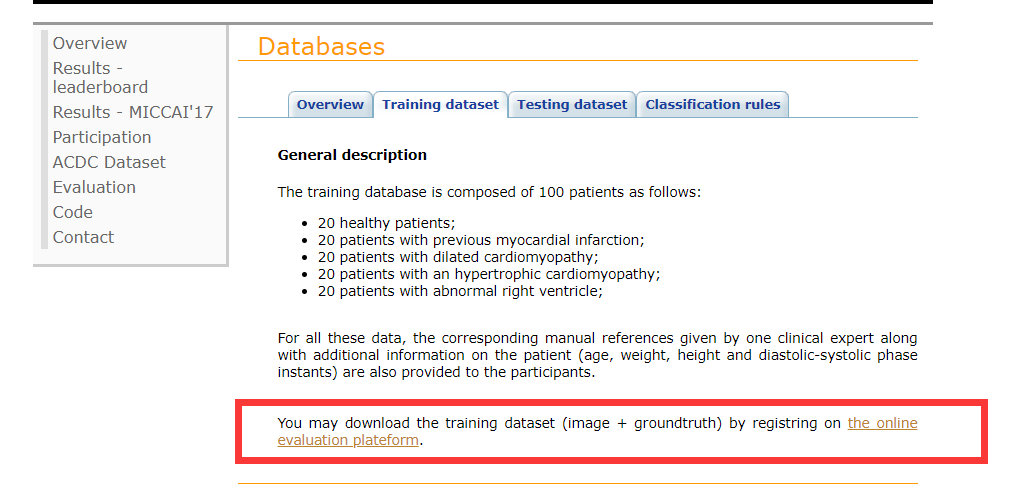 Overview
Results -
leaderboard
Results - MICCAI'17
Participation
ACDC Dataset
Evaluation
Code
Contact
Databases
Overview Training dataset Testing dataset Classification rules
General description
The training database is composed of 100 patients as follows:
• 20 healthy patients;
• 20 patients with previous myocardial infarction;
• 20 patients with dilated cardiomyopathy;
• 20 patients with an hypertrophic cardiomyopathy;
• 20 patients with abnormal right ventricle;
For all these data, the corresponding manual references given by one clinical expert along
with additional information on the patient (age, weight, height and diastolic-systolic phase
instants) are also provided to the participants.
You may download the training dataset (image + groundtruth) by registring on the online
evaluation plateform.